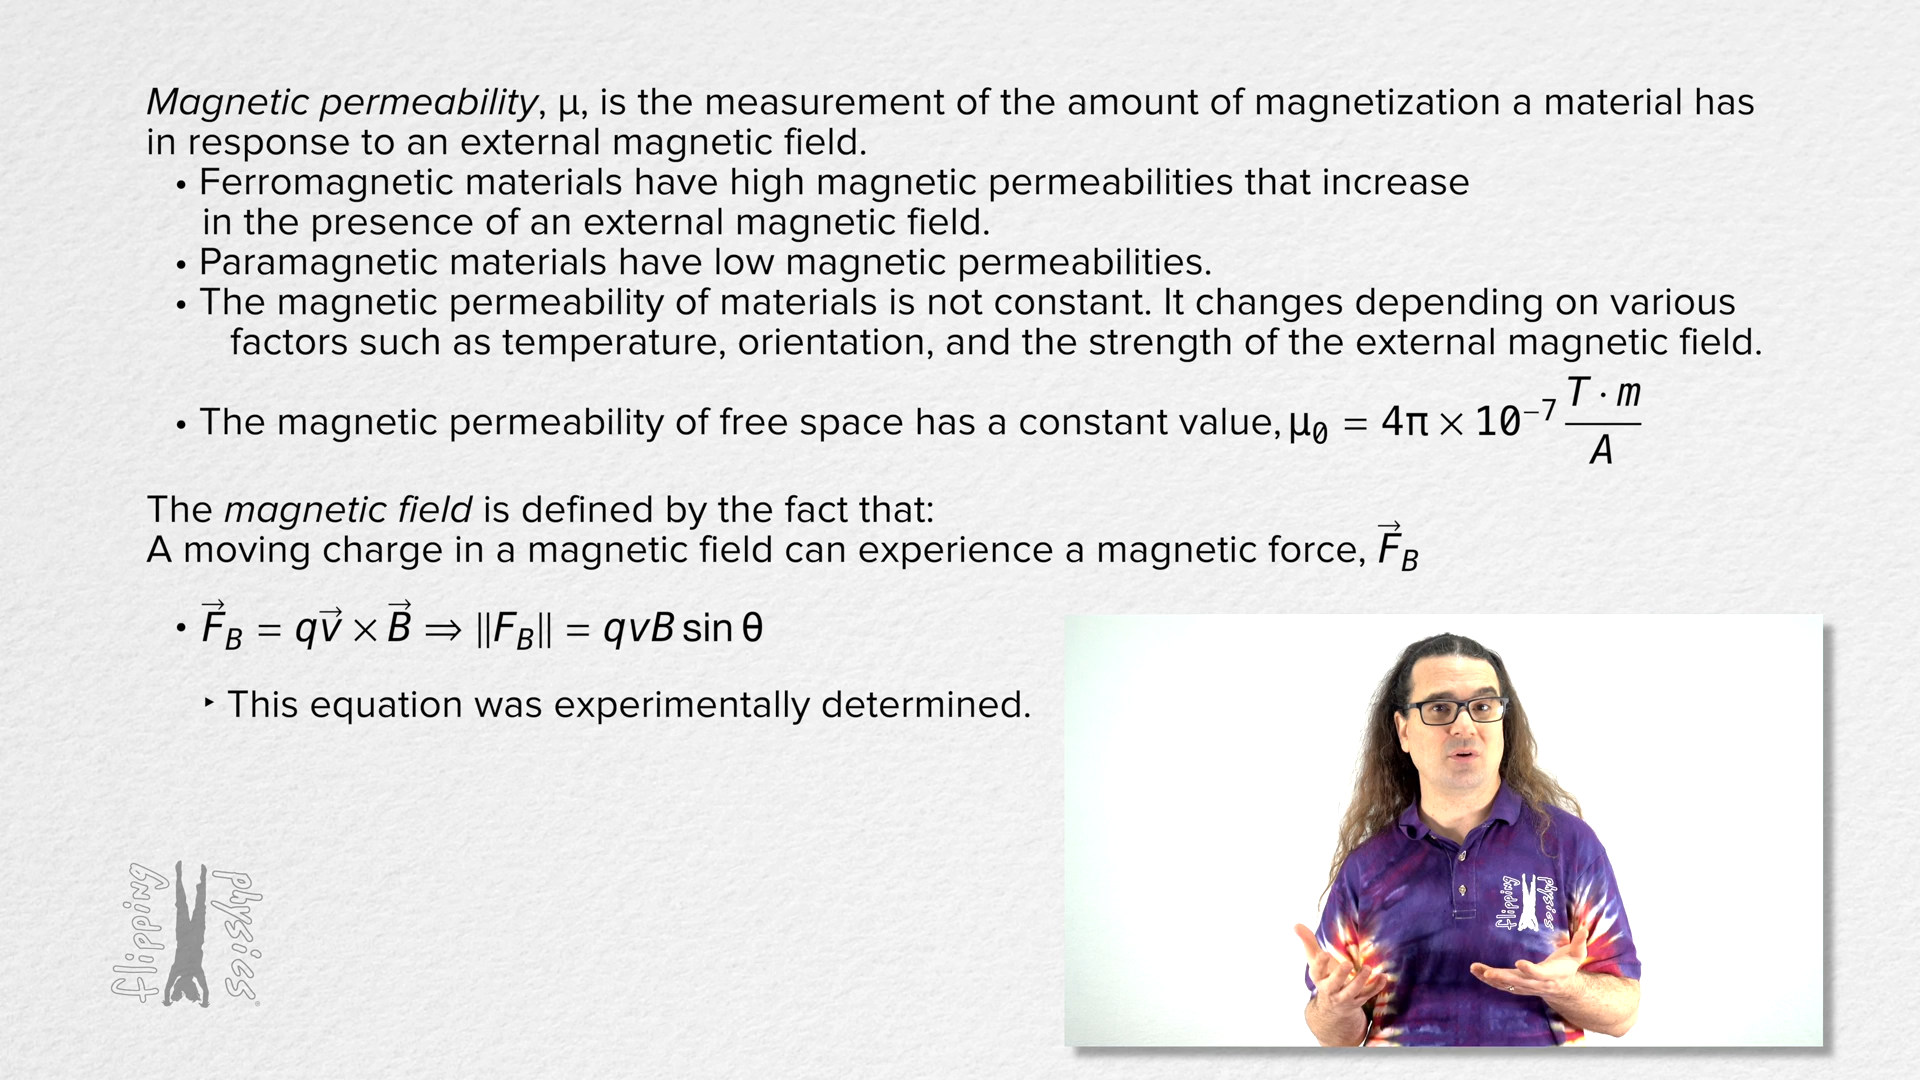 Magnetic permeability, μ, is the measurement of the amount of magnetization a material has
in response to an external magnetic field.
• Ferromagnetic materials have high magnetic permeabilities that increase
in the presence of an external magnetic field.
• Paramagnetic materials have low magnetic permeabilities.
• The magnetic permeability of materials is not constant. It changes depending on various
factors such as temperature, orientation, and the strength of the external magnetic field.
• The magnetic permeability of free space has a constant value, μ₀ = 4π × 10⁻⁷ T · m / A
The magnetic field is defined by the fact that:
A moving charge in a magnetic field can experience a magnetic force, F⃗_B
• F⃗_B = qv⃗ × B⃗ ⇒ ‖F_B‖ = qvB sin θ
‣ This equation was experimentally determined.
flipping physics
flipping physics